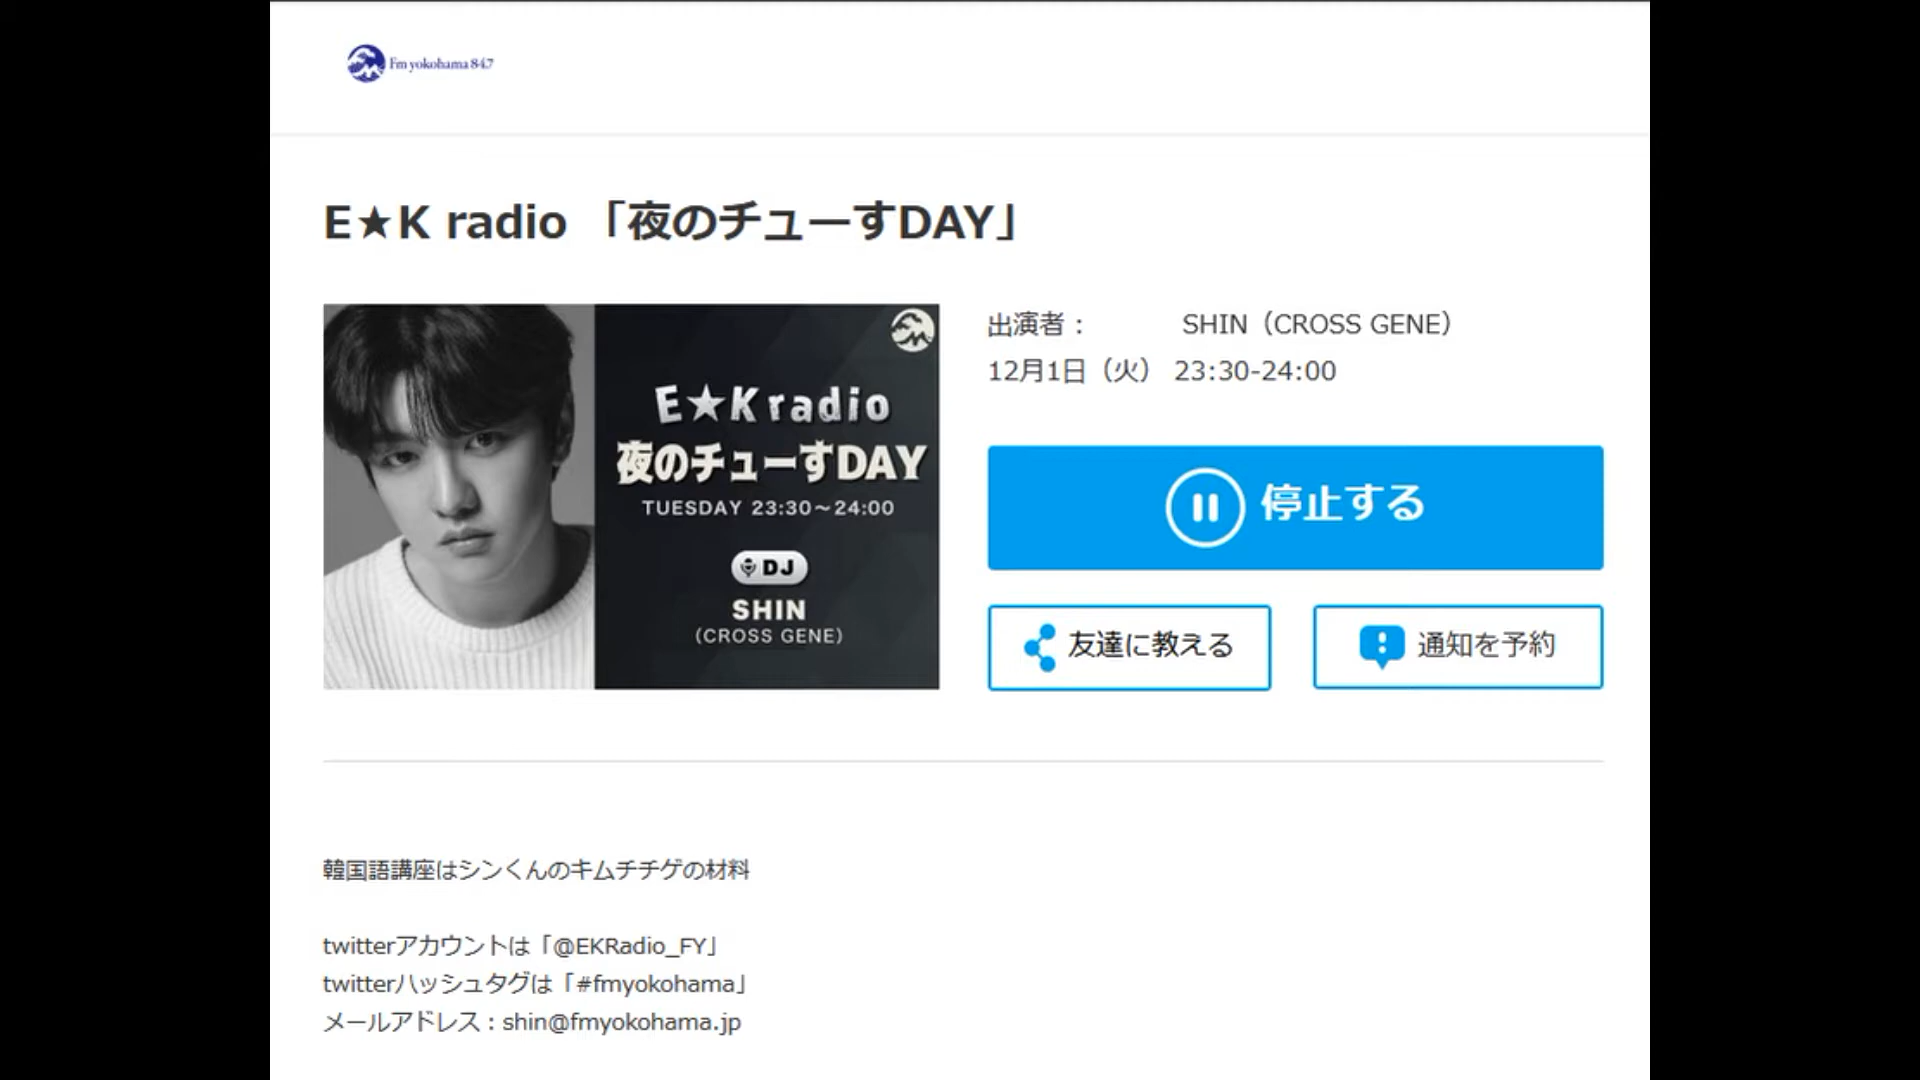 Fm yokohama 84.7
E★K radio 「夜のチューすDAY」
E★K radio
夜のチューすDAY
TUESDAY 23:30～24:00
DJ
SHIN
(CROSS GENE)
出演者： SHIN（CROSS GENE）
12月1日（火） 23:30-24:00
停止する
友達に教える
通知を予約
韓国語講座はシンくんのキムチチゲの材料
twitterアカウントは「@EKRadio_FY」
twitterハッシュタグは「#fmyokohama」
メールアドレス：shin@fmyokohama.jp